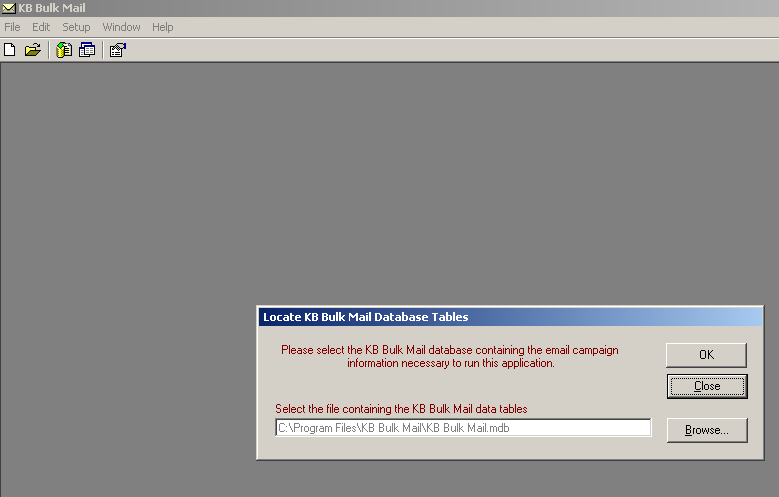 KB Bulk Mail
File Edit Setup Window Help
Locate KB Bulk Mail Database Tables
Please select the KB Bulk Mail database containing the email campaign
information necessary to run this application.
OK
Close
Select the file containing the KB Bulk Mail data tables
C:\Program Files\KB Bulk Mail\KB Bulk Mail.mdb
Browse...